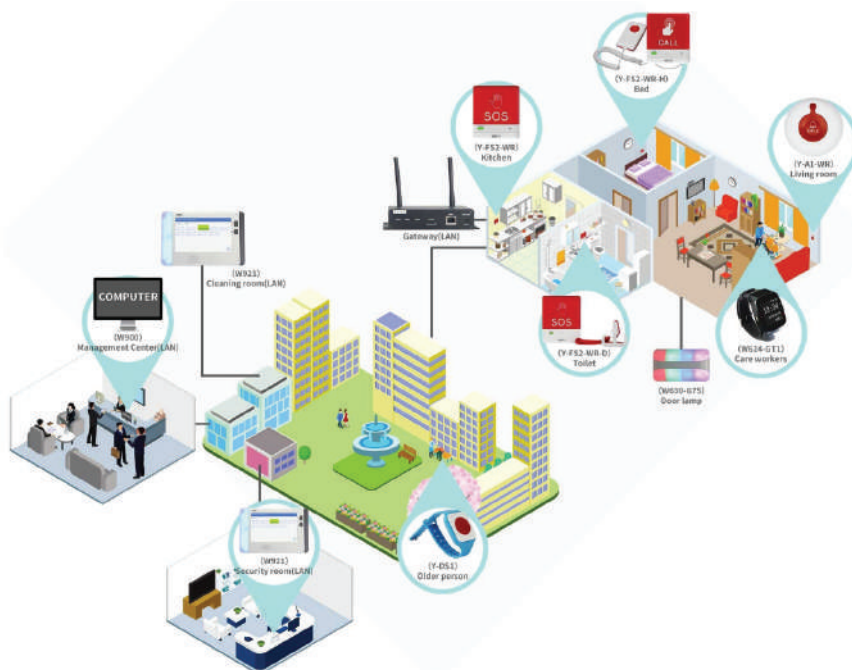 CALL
(Y-FS2-WR-H)
Bed
SOS
(Y-FS2-WR)
Kitchen
(Y-A1-WR)
Living room
Gateway(LAN)
(W921)
Cleaning room(LAN)
COMPUTER
(W900)
Management Center(LAN)
SOS
(Y-FS2-WR-D)
Toilet
(W634-GT1)
Care workers
Door lamp
(W921)
Security room(LAN)
(Y-DS1)
Older person